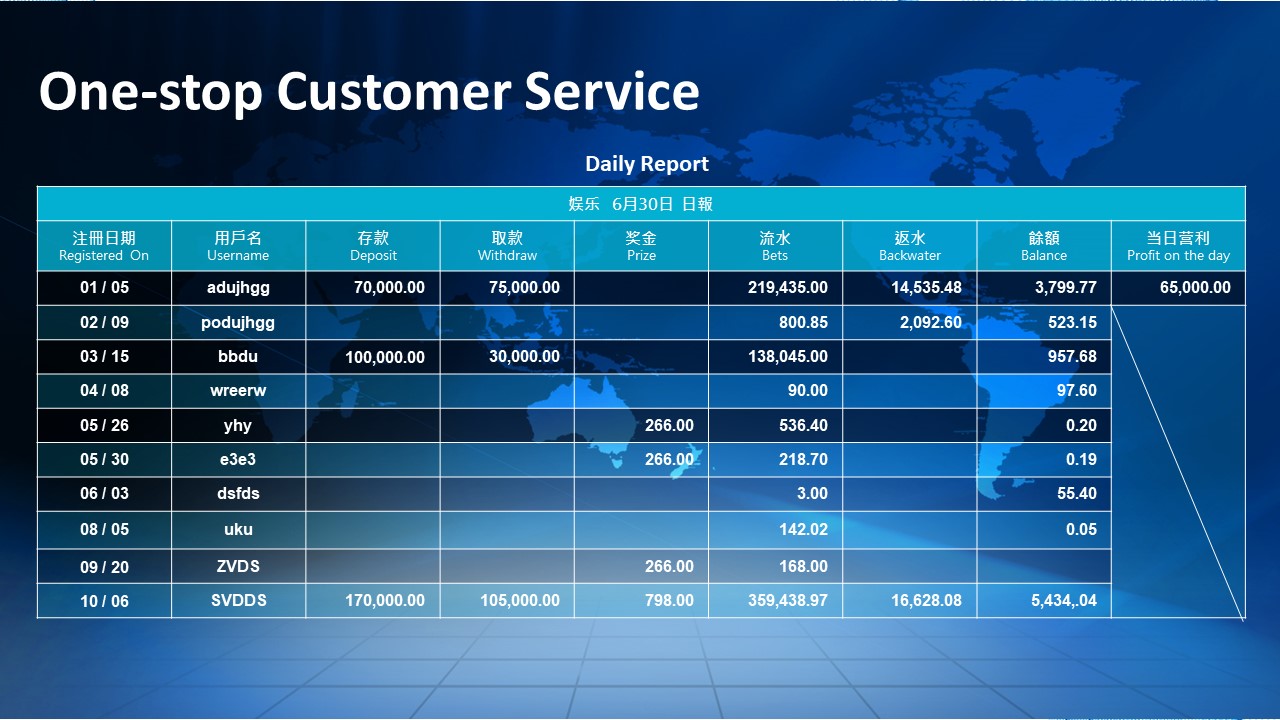 One-stop Customer Service
Daily Report
娱乐 6月30日 日報
注冊日期 用戶名 存款 取款 奖金 流水 返水 餘額 当日营利
Registered On Username Deposit Withdraw Prize Bets Backwater Balance Profit on the day
01 / 05 adujhgg 70,000.00 75,000.00 219,435.00 14,535.48 3,799.77 65,000.00
02 / 09 podujhgg 800.85 2,092.60 523.15
03 / 15 bbdu 100,000.00 30,000.00 138,045.00 957.68
04 / 08 wreerw 90.00 97.60
05 / 26 yhy 266.00 536.40 0.20
05 / 30 e3e3 266.00 218.70 0.19
06 / 03 dsfds 3.00 55.40
08 / 05 uku 142.02 0.05
09 / 20 ZVDS 266.00 168.00
10 / 06 SVDDS 170,000.00 105,000.00 798.00 359,438.97 16,628.08 5,434,.04